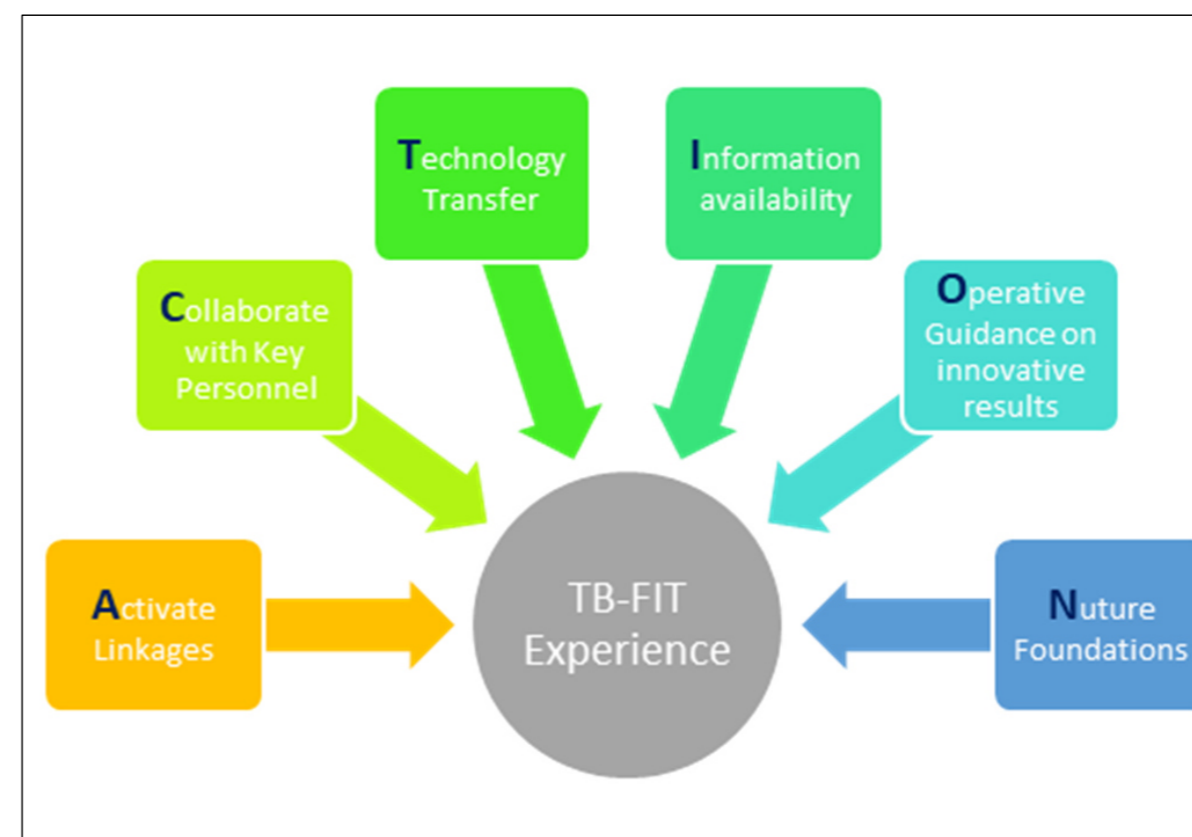 Activate
Linkages
Collaborate
with Key
Personnel
Technology
Transfer
Information
availability
Operative
Guidance on
innovative
results
Nuture
Foundations
TB-FIT
Experience